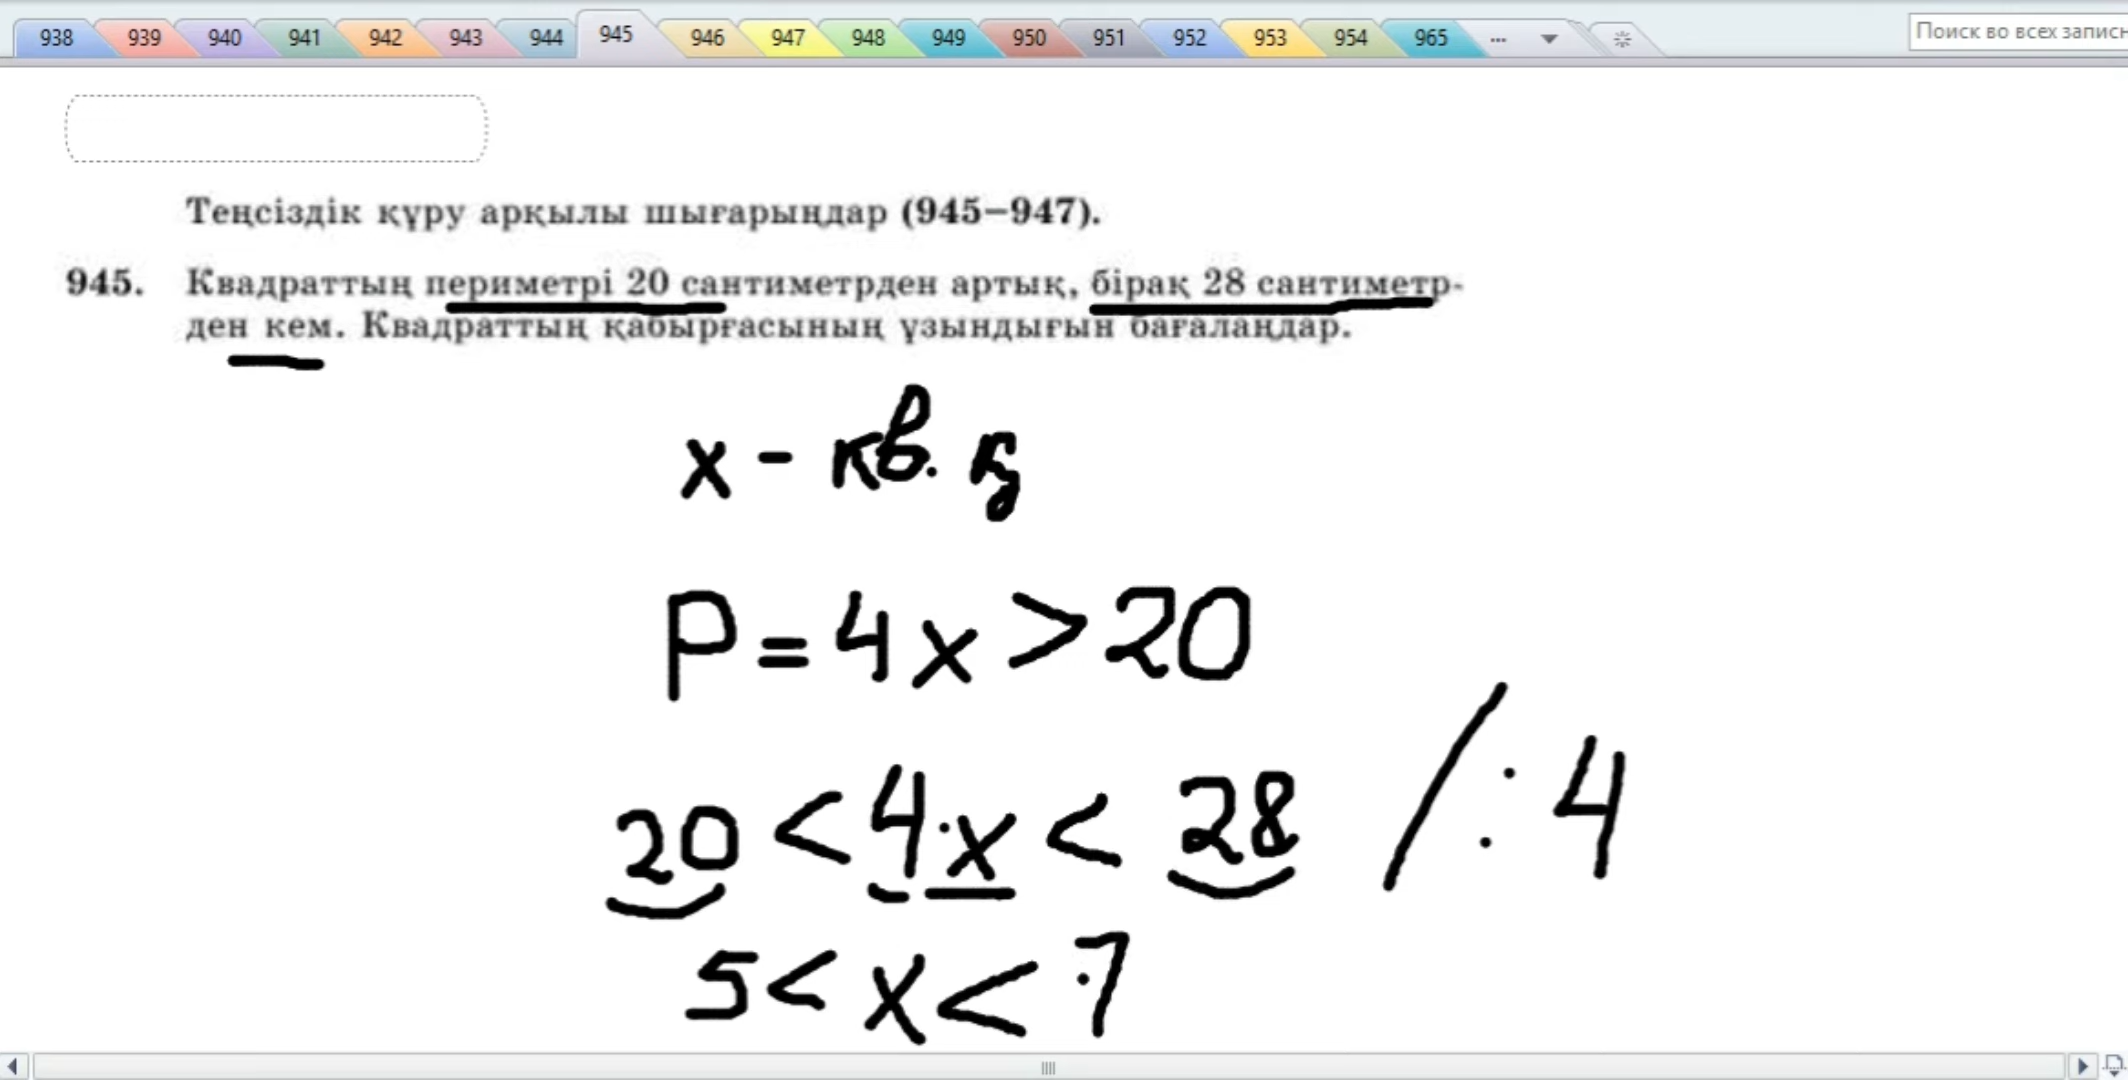 938 939 940 941 942 943 944 945 946 947 948 949 950 951 952 953 954 965 ...
Поиск во всех записн
Теңсіздік құру арқылы шығарыңдар (945—947).
945. Квадраттың периметрі 20 сантиметрден артық, бірақ 28 сантиметр-
ден кем. Квадраттың қабырғасының ұзындығын бағалаңдар.
x - кв. қ
P = 4x > 20
20 < 4·x < 28 / : 4
5 < x < 7